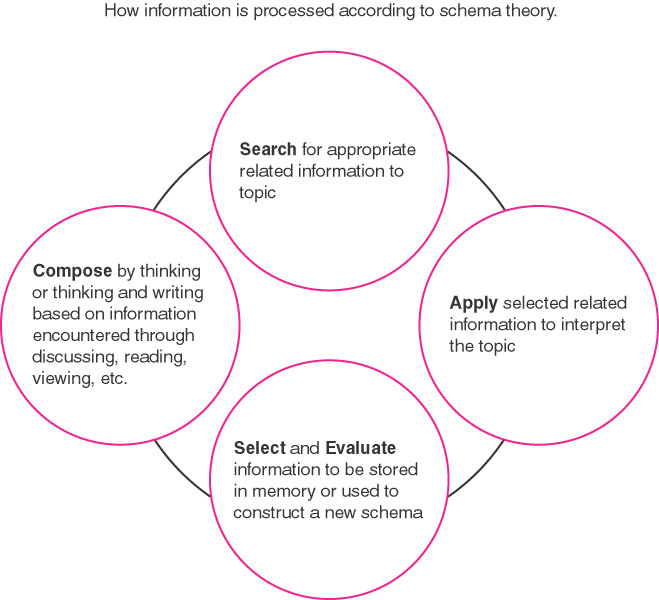 How information is processed according to schema theory.
Search for appropriate
related information to
topic
Apply selected related
information to interpret
the topic
Select and Evaluate
information to be stored
in memory or used to
construct a new schema
Compose by thinking
or thinking and writing
based on information
encountered through
discussing, reading,
viewing, etc.